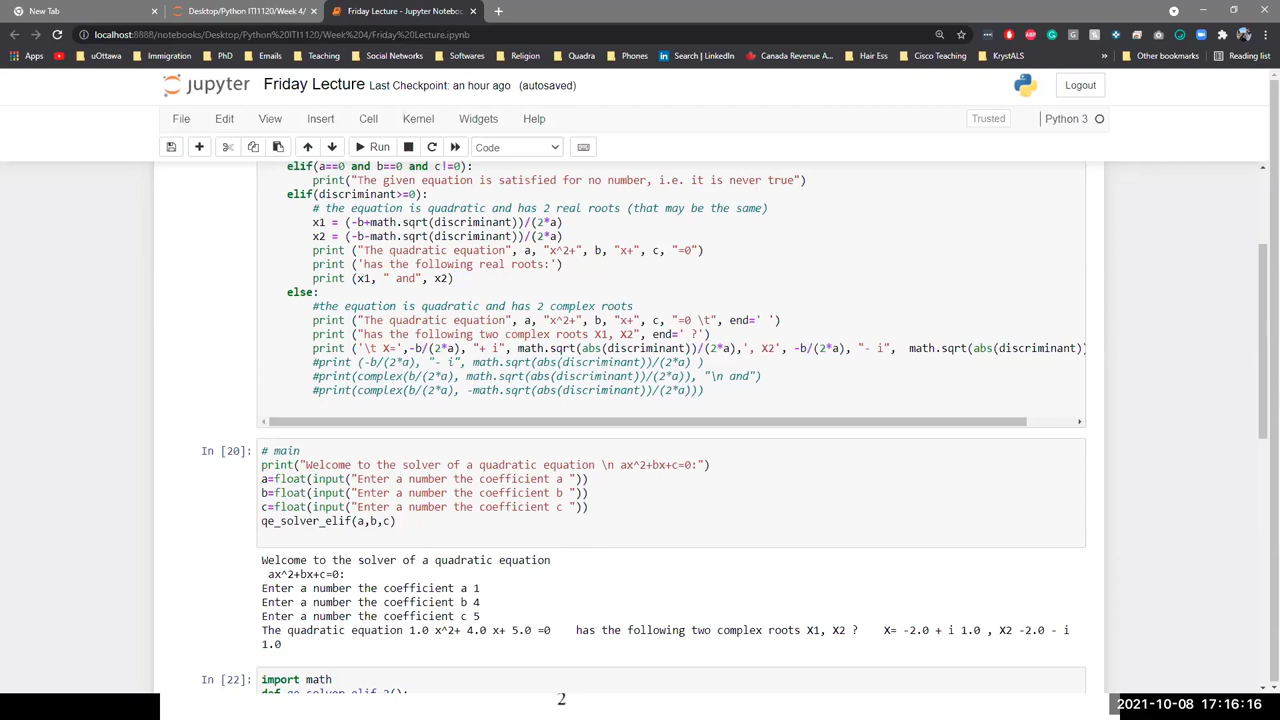 New Tab
Desktop/Python ITI1120/Week 4/
Friday Lecture - Jupyter Notebo
localhost:8888/notebooks/Desktop/Python%20ITI1120/Week%204/Friday%20Lecture.ipynb
Apps
uOttawa
Immigration
Emails
Teaching
Courses
Softwares
Religion
Quadra
Phones
Search | LinkedIn
Canada Revenue A...
Hair Ess
Cisco Teaching
KrystALS
Other bookmarks
Reading list
jupyter Friday Lecture Last Checkpoint: an hour ago (autosaved)
Logout
File Edit View Insert Cell Kernel Widgets Help
Trusted
Python 3
Run
Code
elif(a==0 and b==0 and c!=0):
print("The given equation is satisfied for no number, i.e. it is never true")
elif(discriminant>=0):
# the equation is quadratic and has 2 real roots (that may be the same)
x1 = (-b+math.sqrt(discriminant))/(2*a)
x2 = (-b-math.sqrt(discriminant))/(2*a)
print ("The quadratic equation", a, "x^2+", b, "x+", c, "=0")
print ('has the following real roots:')
print (x1, " and", x2)
else:
#the equation is quadratic and has 2 complex roots
print ("The quadratic equation", a, "x^2+", b, "x+", c, "=0 \t", end=' ')
print ("has the following two complex roots X1, X2", end=' ?')
print ('\t X=',-b/(2*a), "+ i", math.sqrt(abs(discriminant))/(2*a),', X2', -b/(2*a), "- i",  math.sqrt(abs(discriminant))
#print (-b/(2*a), "- i", math.sqrt(abs(discriminant))/(2*a) )
#print(complex(b/(2*a), math.sqrt(abs(discriminant))/(2*a)), "\n and")
#print(complex(b/(2*a), -math.sqrt(abs(discriminant))/(2*a)))
In [20]:
# main
print("Welcome to the solver of a quadratic equation \n ax^2+bx+c=0:")
a=float(input("Enter a number the coefficient a "))
b=float(input("Enter a number the coefficient b "))
c=float(input("Enter a number the coefficient c "))
qe_solver_elif(a,b,c)
Welcome to the solver of a quadratic equation
ax^2+bx+c=0:
Enter a number the coefficient a 1
Enter a number the coefficient b 4
Enter a number the coefficient c 5
The quadratic equation 1.0 x^2+ 4.0 x+ 5.0 =0 has the following two complex roots X1, X2 ? X= -2.0 + i 1.0 , X2 -2.0 - i
1.0
In [22]:
import math
2
2021-10-08 17:16:16